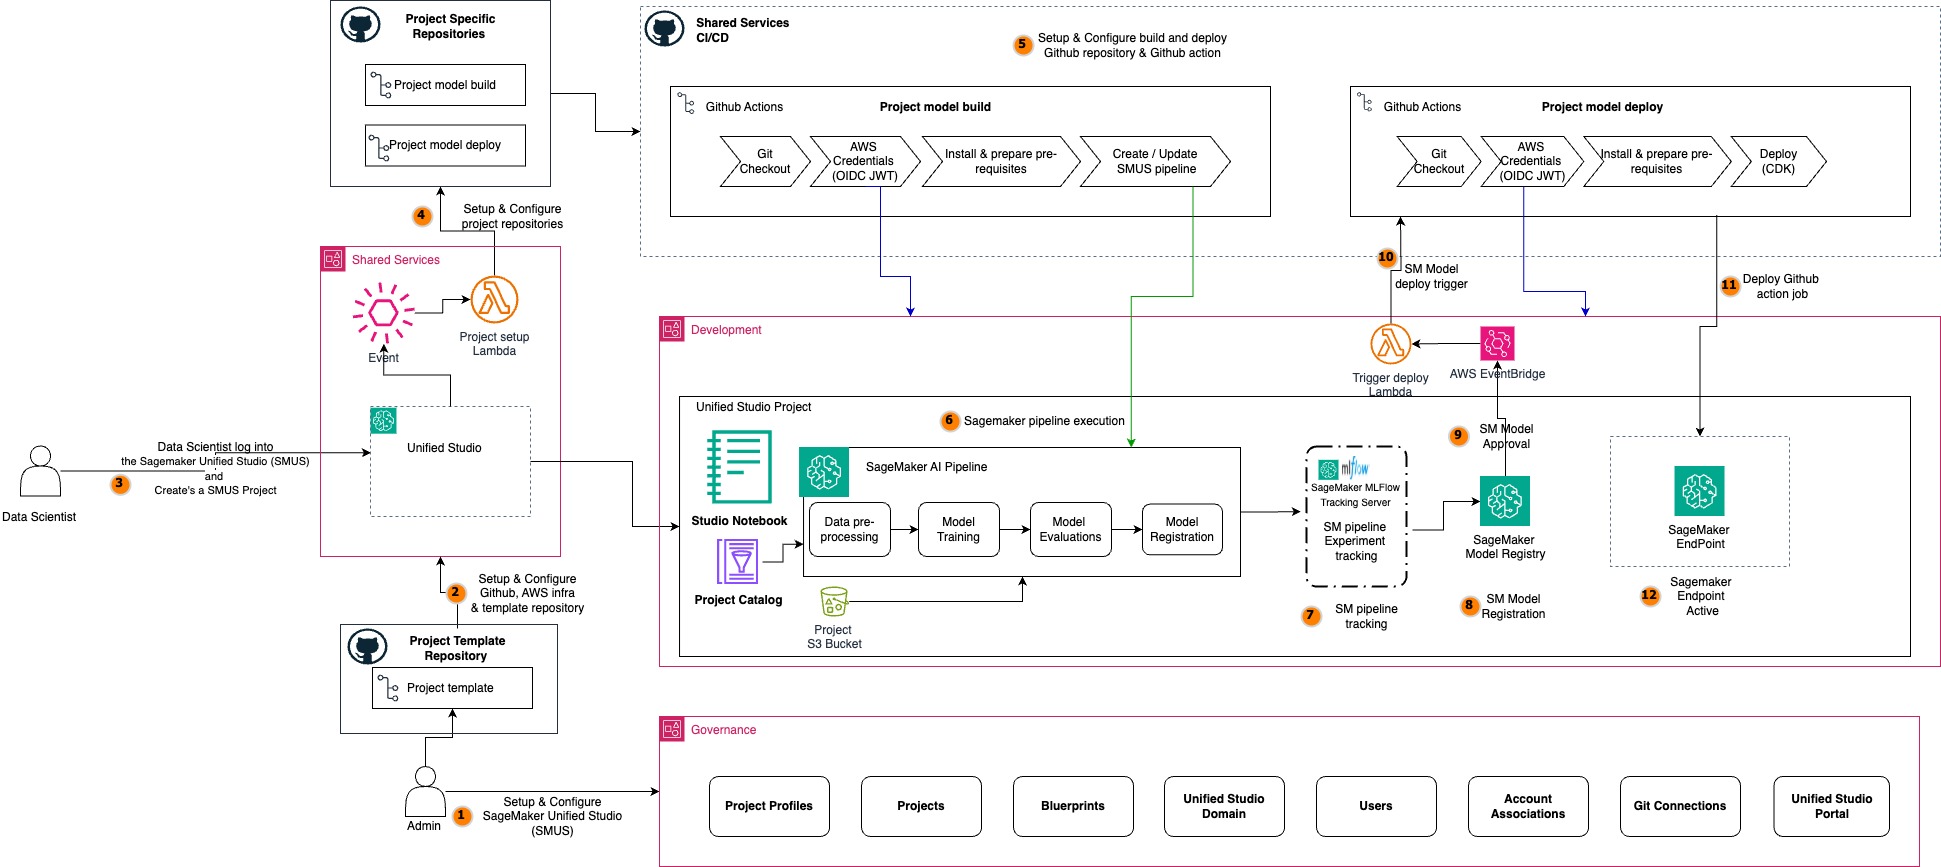 Project Specific
Repositories
Project model build
Project model deploy
Shared Services
CI/CD
5
Setup & Configure build and deploy
Github repository & Github action
Github Actions
Project model build
Git
Checkout
AWS
Credentials
(OIDC JWT)
Install & prepare pre-
requisites
Create / Update
SMUS pipeline
Github Actions
Project model deploy
Git
Checkout
AWS
Credentials
(OIDC JWT)
Install & prepare pre-
requisites
Deploy
(CDK)
4
Setup & Configure
project repositories
Shared Services
Event
Project setup
Lambda
Unified Studio
10
SM Model
deploy trigger
11
Deploy Github
action job
Development
Trigger deploy
Lambda
AWS EventBridge
Unified Studio Project
6
Sagemaker pipeline execution
9
SM Model
Approval
Data Scientist
3
Data Scientist log into
the Sagemaker Unified Studio (SMUS)
and
Create's a SMUS Project
Studio Notebook
Project Catalog
SageMaker AI Pipeline
Data pre-
processing
Model
Training
Model
Evaluations
Model
Registration
Project
S3 Bucket
mlflow
SageMaker MLFlow
Tracking Server
SM pipeline
Experiment
tracking
SageMaker
Model Registry
SageMaker
EndPoint
7
SM pipeline
tracking
8
SM Model
Registration
12
Sagemaker
Endpoint
Active
2
Setup & Configure
Github, AWS infra
& template repository
Project Template
Repository
Project template
Admin
1
Setup & Configure
SageMaker Unified Studio
(SMUS)
Governance
Project Profiles
Projects
Bluerprints
Unified Studio
Domain
Users
Account
Associations
Git Connections
Unified Studio
Portal